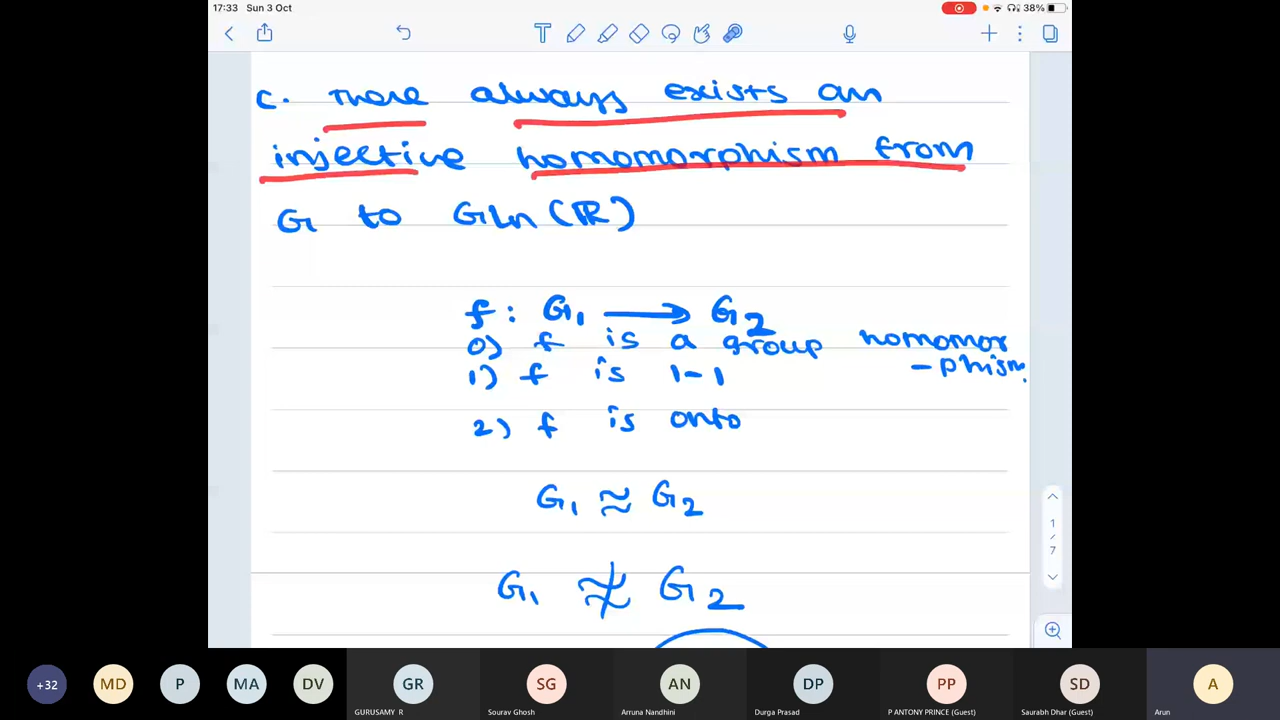 17:33 Sun 3 Oct
38%
c. There always exists an
injective homomorphism from
G to GLn (ℝ)
f : G₁ ⟶ G₂
0) f is a group homomor
-phism.
1) f is 1-1
2) f is onto
G₁ ≈ G₂
G₁ ≉ G₂
1
/
7
+32 MD P MA DV GR SG AN DP PP SD A
GURUSAMY R Sourav Ghosh Arruna Nandhini Durga Prasad P ANTONY PRINCE (Guest) Saurabh Dhar (Guest) Arun